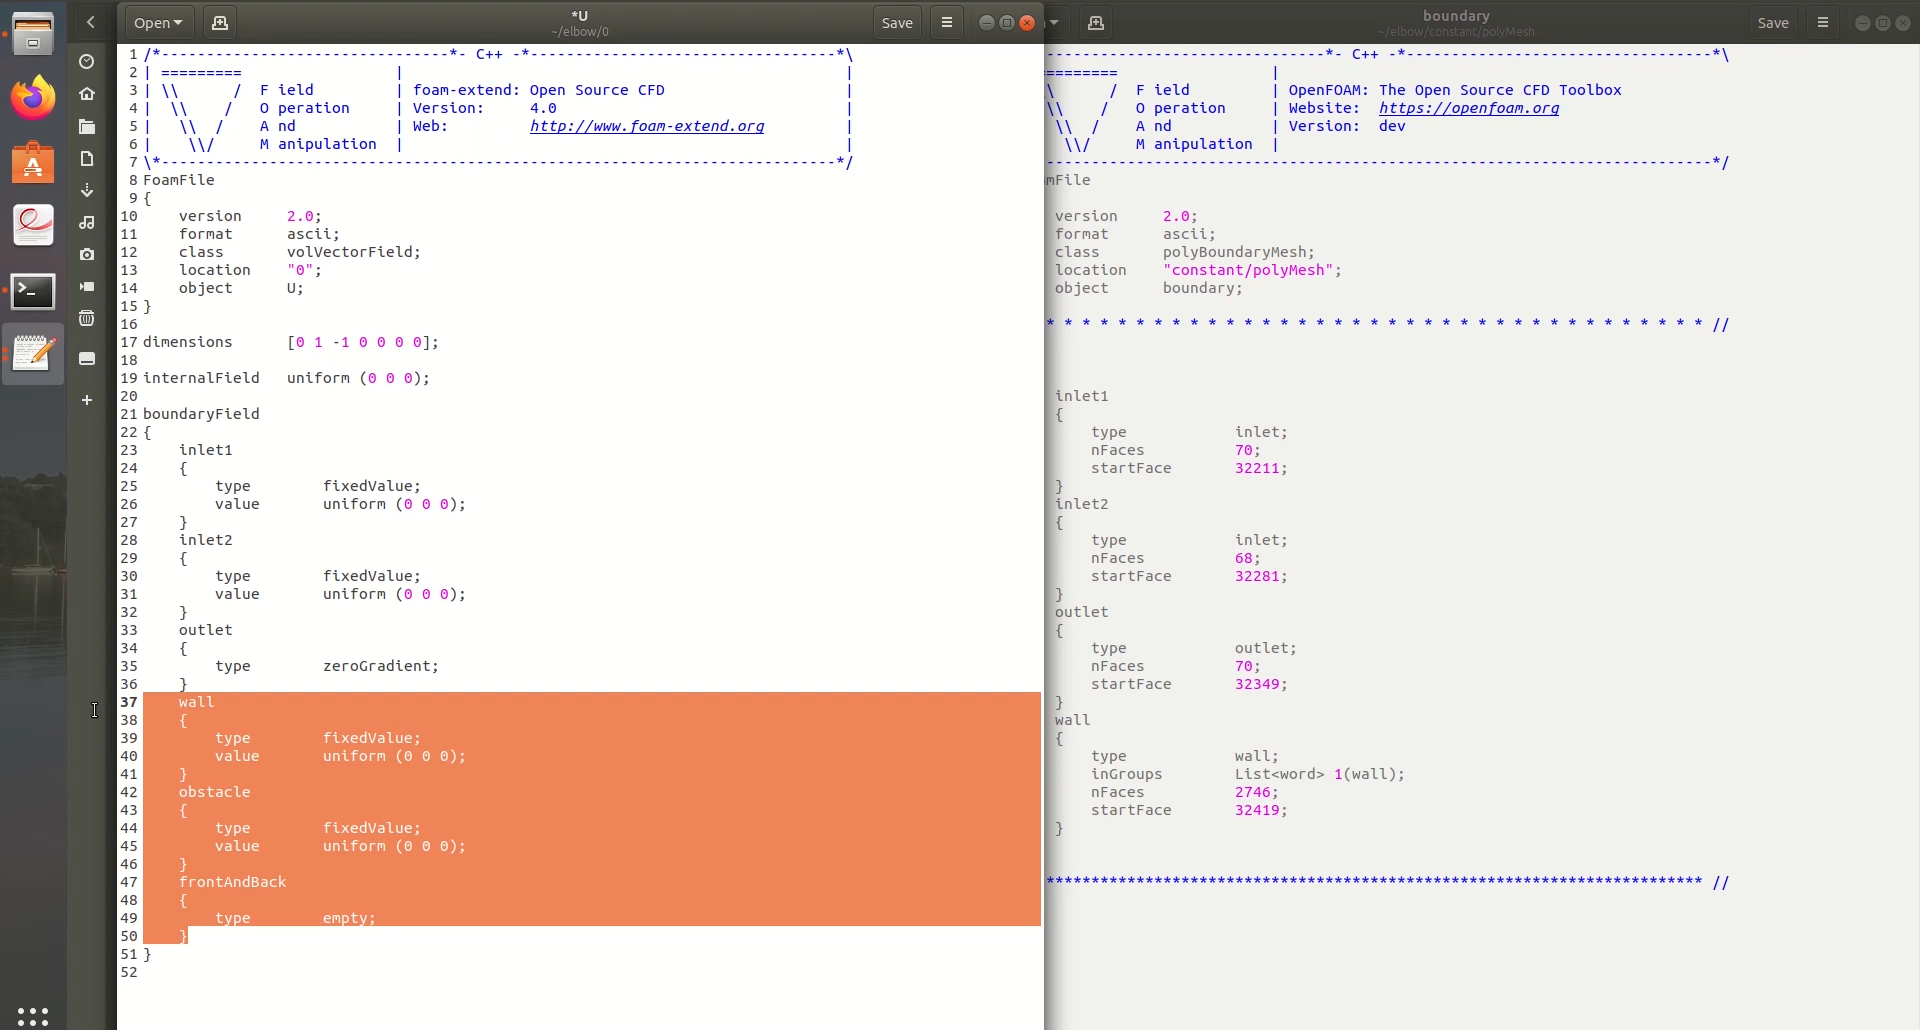 Open
*U
~/elbow/0
Save
1 /*--------------------------------*- C++ -*----------------------------------*\
2 | =========                 |                                                 |
3 | \\      /  F ield         | foam-extend: Open Source CFD                    |
4 |  \\    /   O peration     | Version:     4.0                                |
5 |   \\  /    A nd           | Web:         http://www.foam-extend.org         |
6 |    \\/     M anipulation  |                                                 |
7 \*---------------------------------------------------------------------------*/
8 FoamFile
9 {
10     version     2.0;
11     format      ascii;
12     class       volVectorField;
13     location    "0";
14     object      U;
15 }
16
17 dimensions      [0 1 -1 0 0 0 0];
18
19 internalField   uniform (0 0 0);
20
21 boundaryField
22 {
23     inlet1
24     {
25         type        fixedValue;
26         value       uniform (0 0 0);
27     }
28     inlet2
29     {
30         type        fixedValue;
31         value       uniform (0 0 0);
32     }
33     outlet
34     {
35         type        zeroGradient;
36     }
37     wall
38     {
39         type        fixedValue;
40         value       uniform (0 0 0);
41     }
42     obstacle
43     {
44         type        fixedValue;
45         value       uniform (0 0 0);
46     }
47     frontAndBack
48     {
49         type        empty;
50     }
51 }
52
boundary
~/elbow/constant/polyMesh
Save
--------------------------------*- C++ -*----------------------------------*\
=========                 |
\      /  F ield         | OpenFOAM: The Open Source CFD Toolbox
\\    /   O peration     | Website:  https://openfoam.org
\\  /    A nd           | Version:  dev
\\/     M anipulation  |
---------------------------------------------------------------------------*/
mFile
version     2.0;
format      ascii;
class       polyBoundaryMesh;
location    "constant/polyMesh";
object      boundary;
* * * * * * * * * * * * * * * * * * * * * * * * * * * * * * * * * * * * * //
inlet1
{
type            inlet;
nFaces          70;
startFace       32211;
}
inlet2
{
type            inlet;
nFaces          68;
startFace       32281;
}
outlet
{
type            outlet;
nFaces          70;
startFace       32349;
}
wall
{
type            wall;
inGroups        List<word> 1(wall);
nFaces          2746;
startFace       32419;
}
************************************************************************* //